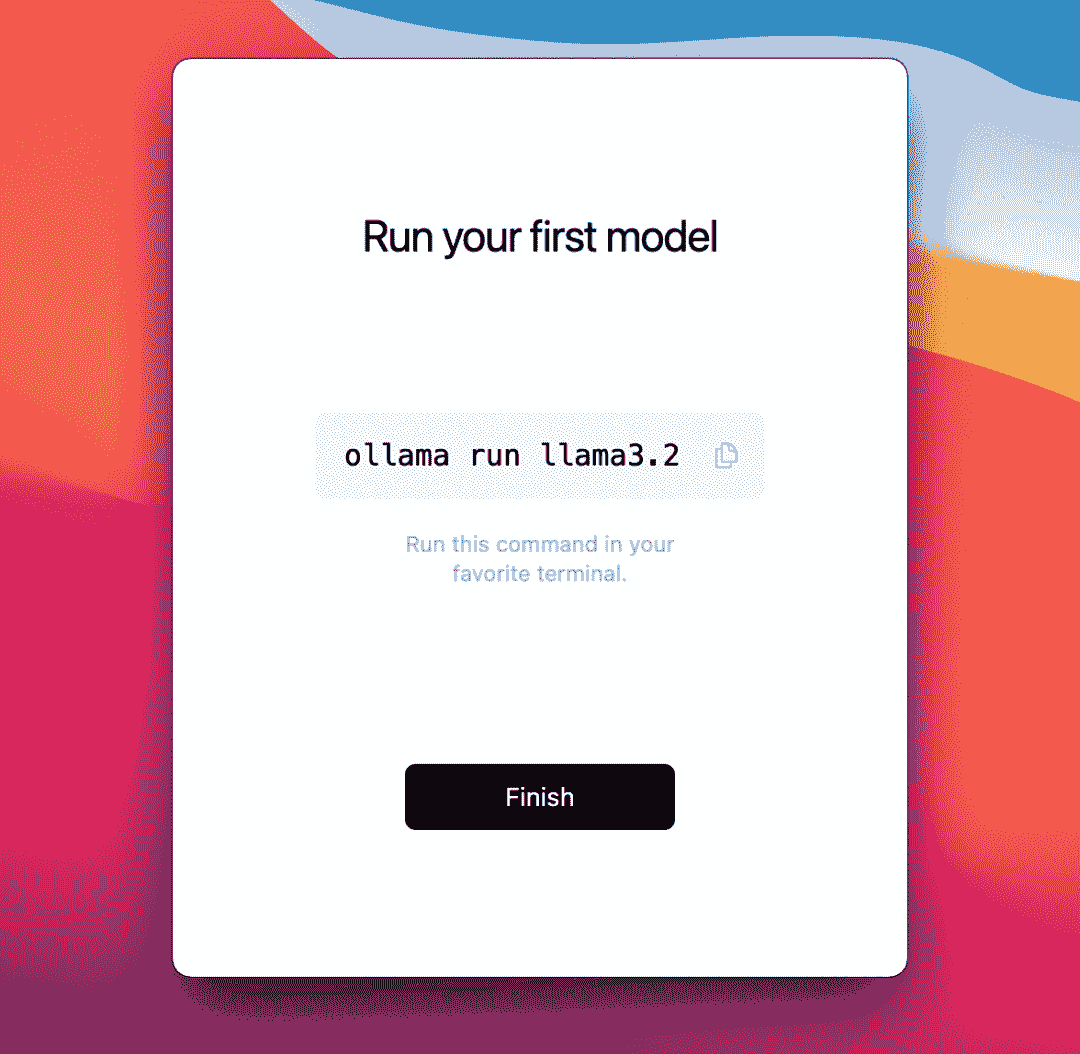 Run your first model
ollama run llama3.2
Run this command in your
favorite terminal.
Finish